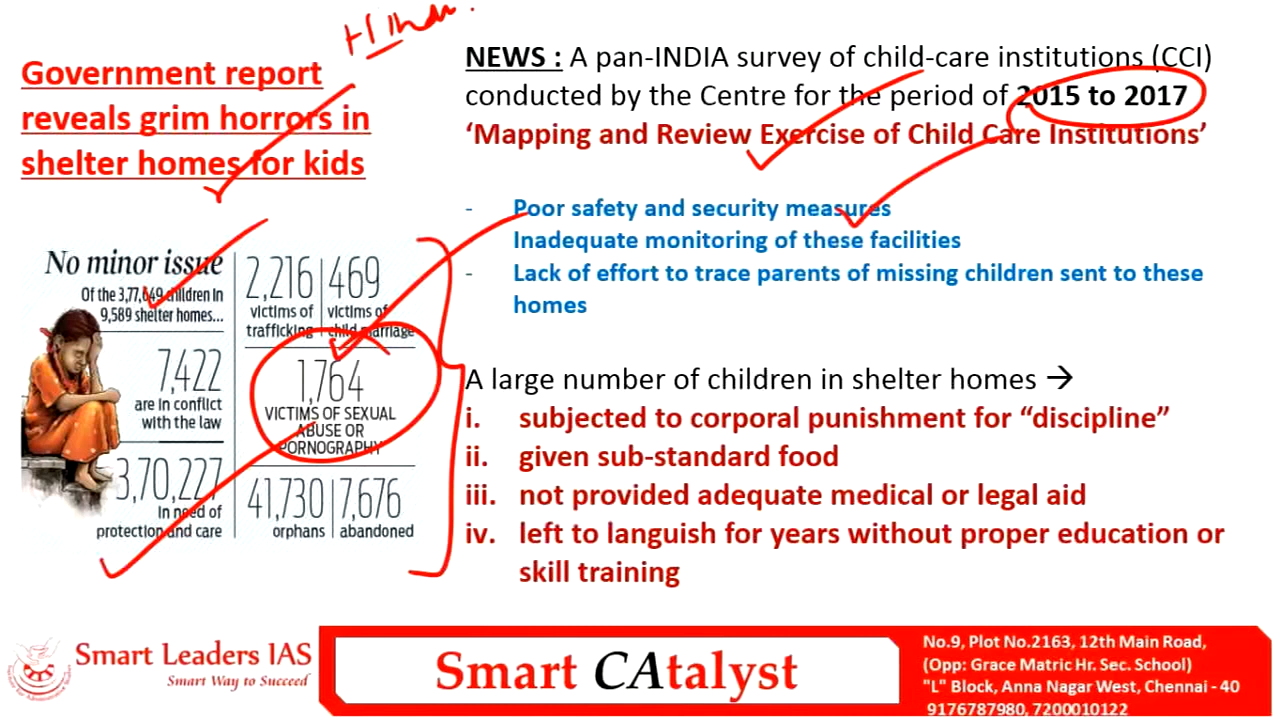 Government report
reveals grim horrors in
shelter homes for kids
NEWS : A pan-INDIA survey of child-care institutions (CCI)
conducted by the Centre for the period of 2015 to 2017
‘Mapping and Review Exercise of Child Care Institutions’
- Poor safety and security measures
Inadequate monitoring of these facilities
- Lack of effort to trace parents of missing children sent to these
homes
No minor issue
Of the 3,77,649 children in
9,589 shelter homes...
7,422
are in conflict
with the law
3,70,227
In need of
protection and care
2,216
victims of
trafficking
469
victims of
child marriage
1,764
VICTIMS OF SEXUAL
ABUSE OR
PORNOGRAPHY
41,730
orphans
7,676
abandoned
A large number of children in shelter homes →
i. subjected to corporal punishment for “discipline”
ii. given sub-standard food
iii. not provided adequate medical or legal aid
iv. left to languish for years without proper education or
skill training
Smart Leaders IAS
Smart Way to Succeed
Smart CAtalyst
No.9, Plot No.2163, 12th Main Road,
(Opp: Grace Matric Hr. Sec. School)
"L" Block, Anna Nagar West, Chennai - 40
9176787980, 7200010122